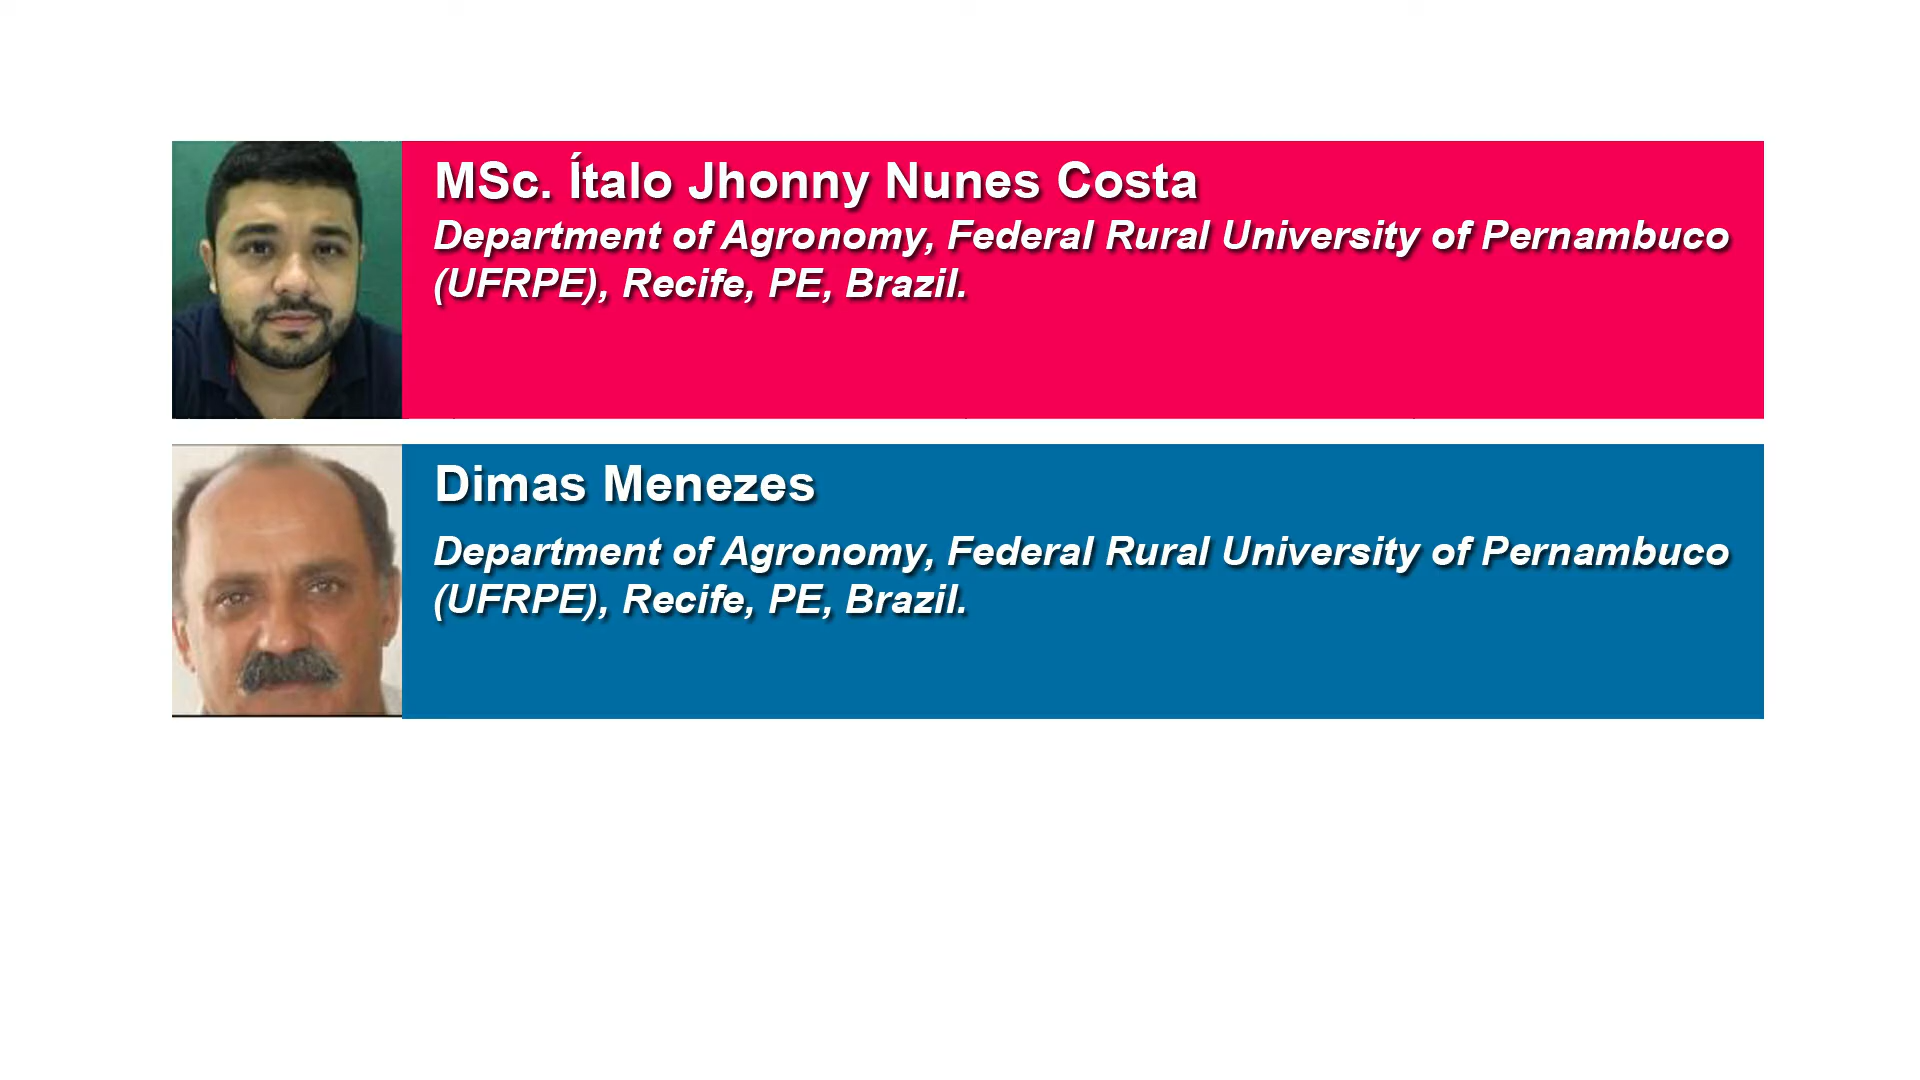 MSc. Ítalo Jhonny Nunes Costa
Department of Agronomy, Federal Rural University of Pernambuco
(UFRPE), Recife, PE, Brazil.
Dimas Menezes
Department of Agronomy, Federal Rural University of Pernambuco
(UFRPE), Recife, PE, Brazil.